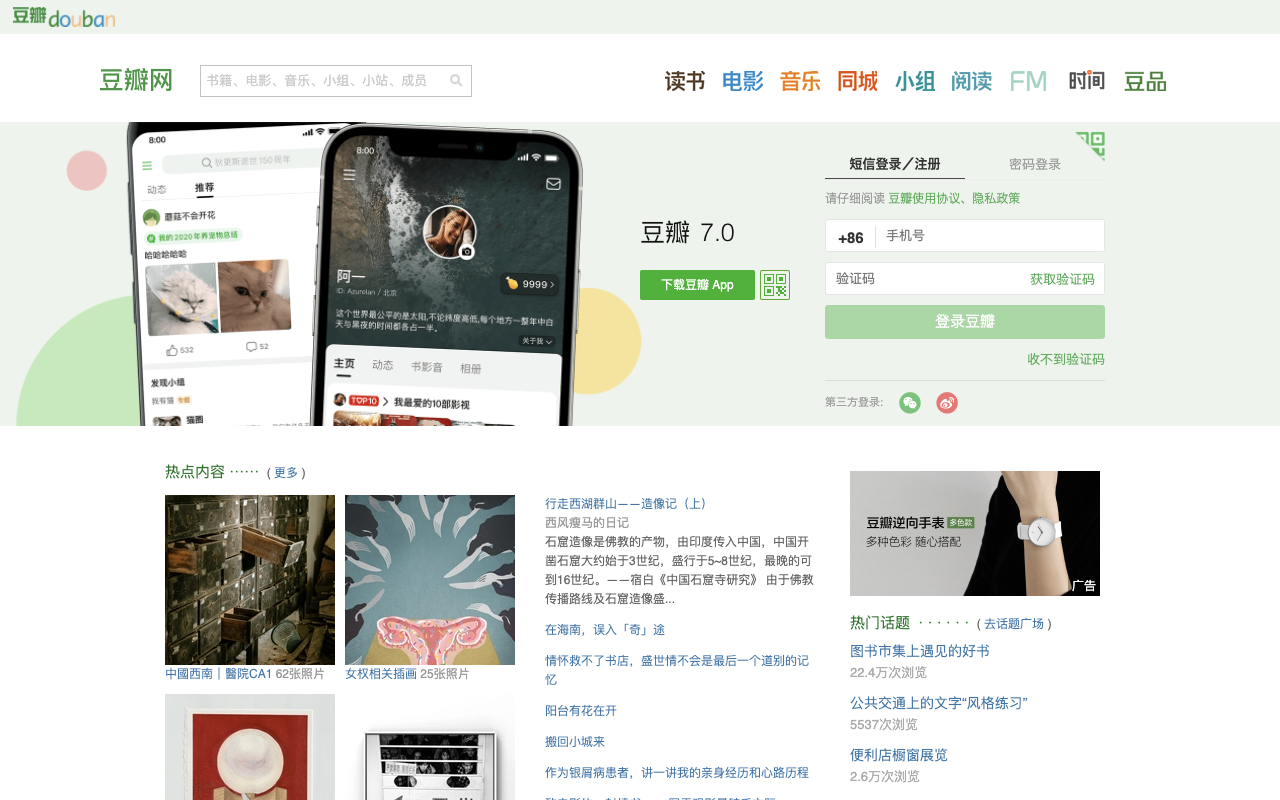 豆瓣douban
豆瓣网
书籍、电影、音乐、小组、小站、成员
读书 电影 音乐 同城 小组 阅读 FM 时间 豆品
8:00
狄更斯逝世150周年
动态 推荐
蘑菇不会开花
我的2020年养宠物总结
哈哈哈哈哈
532 52
发现小组
我有猫 专题
猫圈
8:00
阿一
ID: Azurolan / 北京
9999
这个世界最公平的是太阳,不论纬度高低,每个地方一整年中白
天与黑夜的时间都各占一半。
关于我
主页 动态 书影音 相册
TOP10 我最爱的10部影视
豆瓣 7.0
下载豆瓣 App
短信登录／注册 密码登录
请仔细阅读 豆瓣使用协议、隐私政策
+86 手机号
验证码 获取验证码
登录豆瓣
收不到验证码
第三方登录:
热点内容 · · · · · · ( 更多 )
中國西南｜醫院CA1 62张照片
女权相关插画 25张照片
行走西湖群山——造像记（上）
西风瘦马的日记
石窟造像是佛教的产物，由印度传入中国，中国开
凿石窟大约始于3世纪，盛行于5~8世纪，最晚的可
到16世纪。——宿白《中国石窟寺研究》 由于佛教
传播路线及石窟造像盛...
在海南，误入「奇」途
情怀救不了书店，盛世情不会是最后一个道别的记
忆
阳台有花在开
搬回小城来
作为银屑病患者，讲一讲我的亲身经历和心路历程
豆瓣逆向手表 多色款
多种色彩 随心搭配
广告
热门话题 · · · · · · ( 去话题广场 )
图书市集上遇见的好书
22.4万次浏览
公共交通上的文字“风格练习”
5537次浏览
便利店橱窗展览
2.6万次浏览